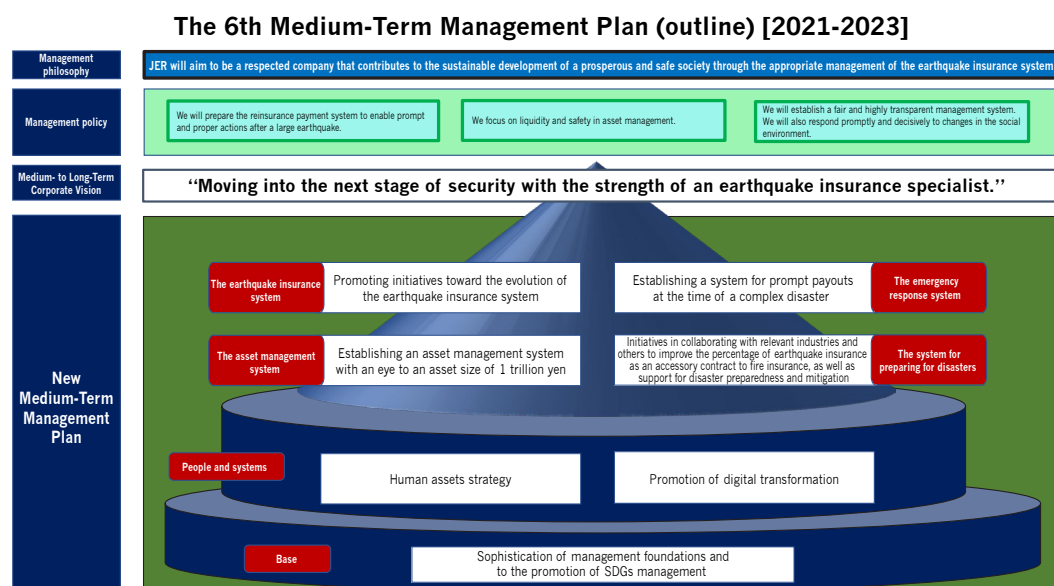 The 6th Medium-Term Management Plan (outline) [2021-2023]
Management
philosophy
JER will aim to be a respected company that contributes to the sustainable development of a prosperous and safe society through the appropriate management of the earthquake insurance system
Management policy
We will prepare the reinsurance payment system to enable prompt
and proper actions after a large earthquake.
We focus on liquidity and safety in asset management.
We will establish a fair and highly transparent management system.
We will also respond promptly and decisively to changes in the social
environment.
Medium- to Long-Term
Corporate Vision
“Moving into the next stage of security with the strength of an earthquake insurance specialist.”
New
Medium-Term
Management
Plan
The earthquake insurance
system
Promoting initiatives toward the evolution of
the earthquake insurance system
Establishing a system for prompt payouts
at the time of a complex disaster
The emergency
response system
The asset management
system
Establishing an asset management system
with an eye to an asset size of 1 trillion yen
Initiatives in collaborating with relevant industries and
others to improve the percentage of earthquake insurance
as an accessory contract to fire insurance, as well as
support for disaster preparedness and mitigation
The system for
preparing for disasters
People and systems
Human assets strategy
Promotion of digital transformation
Base
Sophistication of management foundations and
to the promotion of SDGs management